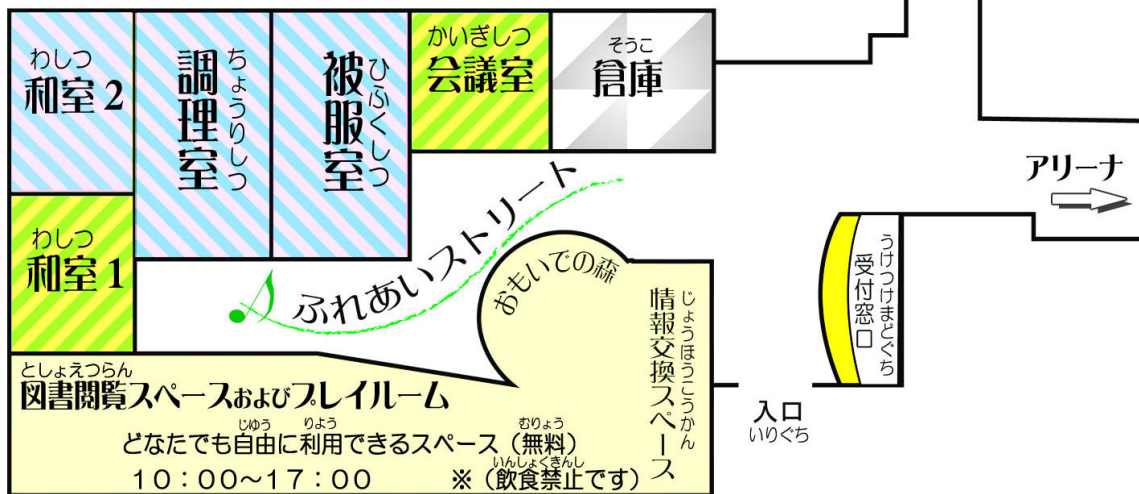 わしつ
和室2
ちょうりしつ
調理室
ひふくしつ
被服室
かいぎしつ
会議室
そうこ
倉庫
アリーナ
わしつ
和室1
ふれあいストリート
おもいでの森
じょうほうこうかん
情報交換スペース
うけつけまどぐち
受付窓口
入口
いりぐち
としょえつらん
図書閲覧スペースおよびプレイルーム
じゆう りよう むりょう
どなたでも自由に利用できるスペース(無料)
いんしょくきんし
10:00~17:00 ※(飲食禁止です)